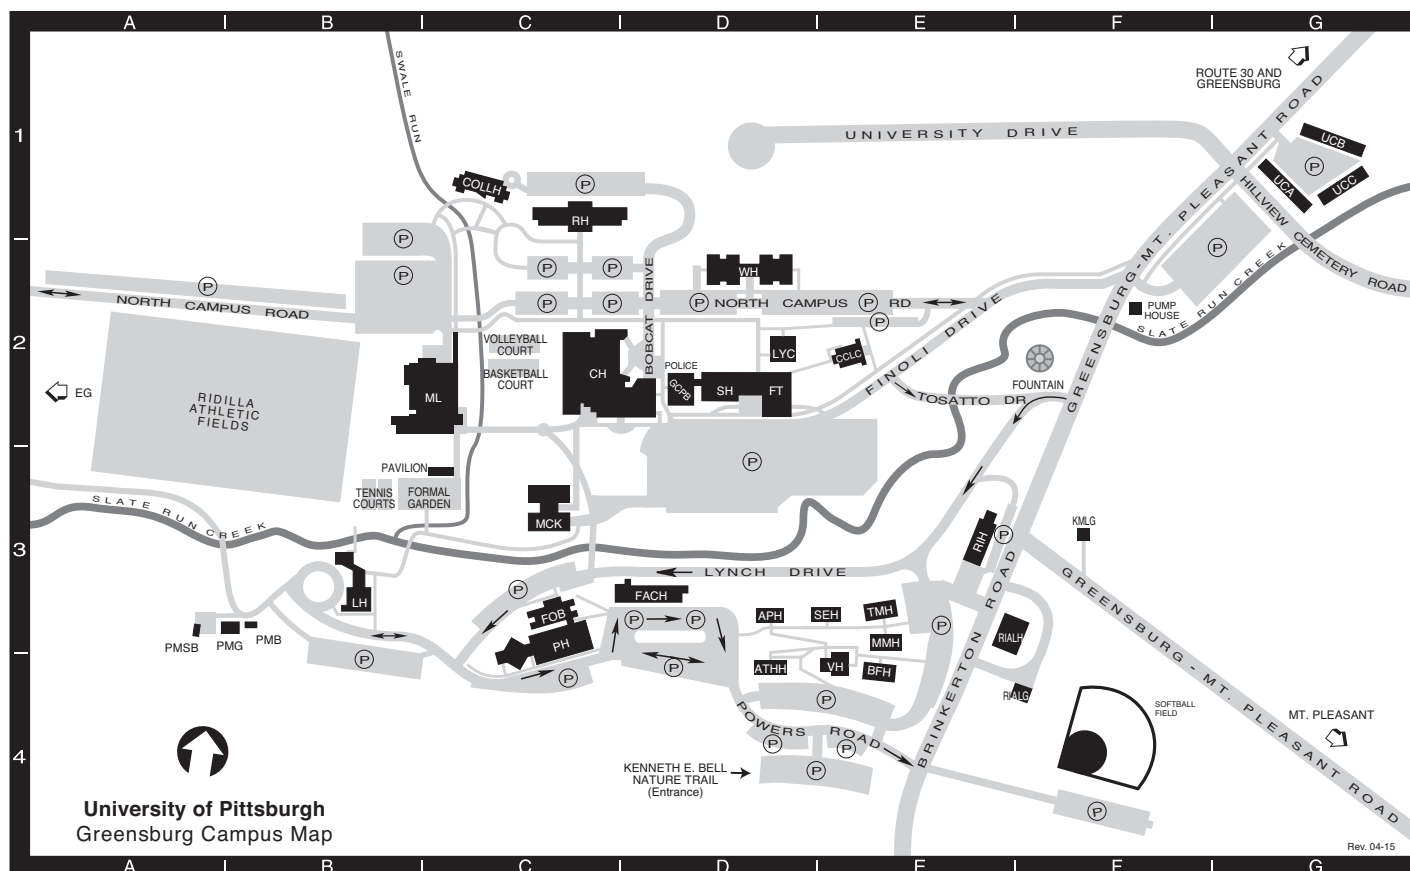 A B C D E F G
ROUTE 30 AND
GREENSBURG
SWALE RUN
1
UNIVERSITY DRIVE
GREENSBURG-MT. PLEASANT ROAD
UCB
P
UCA
UCC
HILLVIEW CEMETERY ROAD
COLLH
P
RH
P
P
P
P
P
WH
BOBCAT DRIVE
P
NORTH CAMPUS ROAD
P
P
P
NORTH CAMPUS
P
RD
P
FINOLI DRIVE
PUMP
HOUSE
SLATE RUN CREEK
2
VOLLEYBALL
COURT
BASKETBALL
COURT
CH
POLICE
GCPB
SH
FT
LYC
CCLC
TOSATTO DR
FOUNTAIN
EG
RIDILLA
ATHLETIC
FIELDS
ML
PAVILION
TENNIS
COURTS
FORMAL
GARDEN
P
MCK
SLATE RUN CREEK
3
LH
P
FACH
LYNCH DRIVE
RIH
P
KMLG
GREENSBURG-MT. PLEASANT ROAD
BRINKERTON ROAD
FOB
PH
P
P
APH
SEH
TMH
P
MMH
RIALH
PMSB
PMG
PMB
P
P
P
ATHH
VH
BFH
RIALG
P
SOFTBALL
FIELD
MT. PLEASANT
POWERS ROAD
P
P
4
KENNETH E. BELL
NATURE TRAIL
(Entrance)
P
P
University of Pittsburgh
Greensburg Campus Map
Rev. 04-15
A B C D E F G